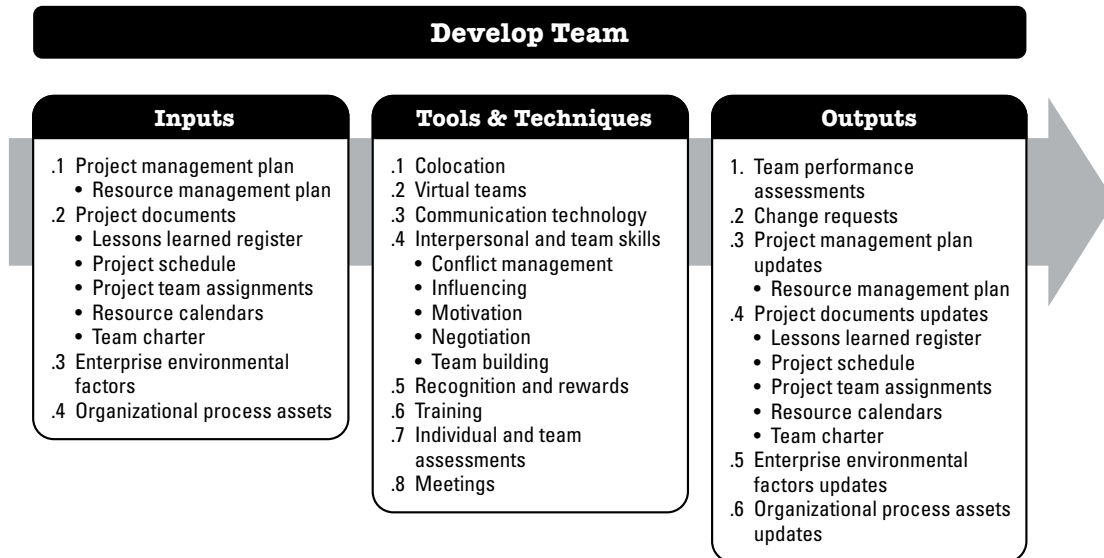 Develop Team
Inputs
.1 Project management plan
• Resource management plan
.2 Project documents
• Lessons learned register
• Project schedule
• Project team assignments
• Resource calendars
• Team charter
.3 Enterprise environmental
factors
.4 Organizational process assets
Tools & Techniques
.1 Colocation
.2 Virtual teams
.3 Communication technology
.4 Interpersonal and team skills
• Conflict management
• Influencing
• Motivation
• Negotiation
• Team building
.5 Recognition and rewards
.6 Training
.7 Individual and team
assessments
.8 Meetings
Outputs
1. Team performance
assessments
.2 Change requests
.3 Project management plan
updates
• Resource management plan
.4 Project documents updates
• Lessons learned register
• Project schedule
• Project team assignments
• Resource calendars
• Team charter
.5 Enterprise environmental
factors updates
.6 Organizational process assets
updates